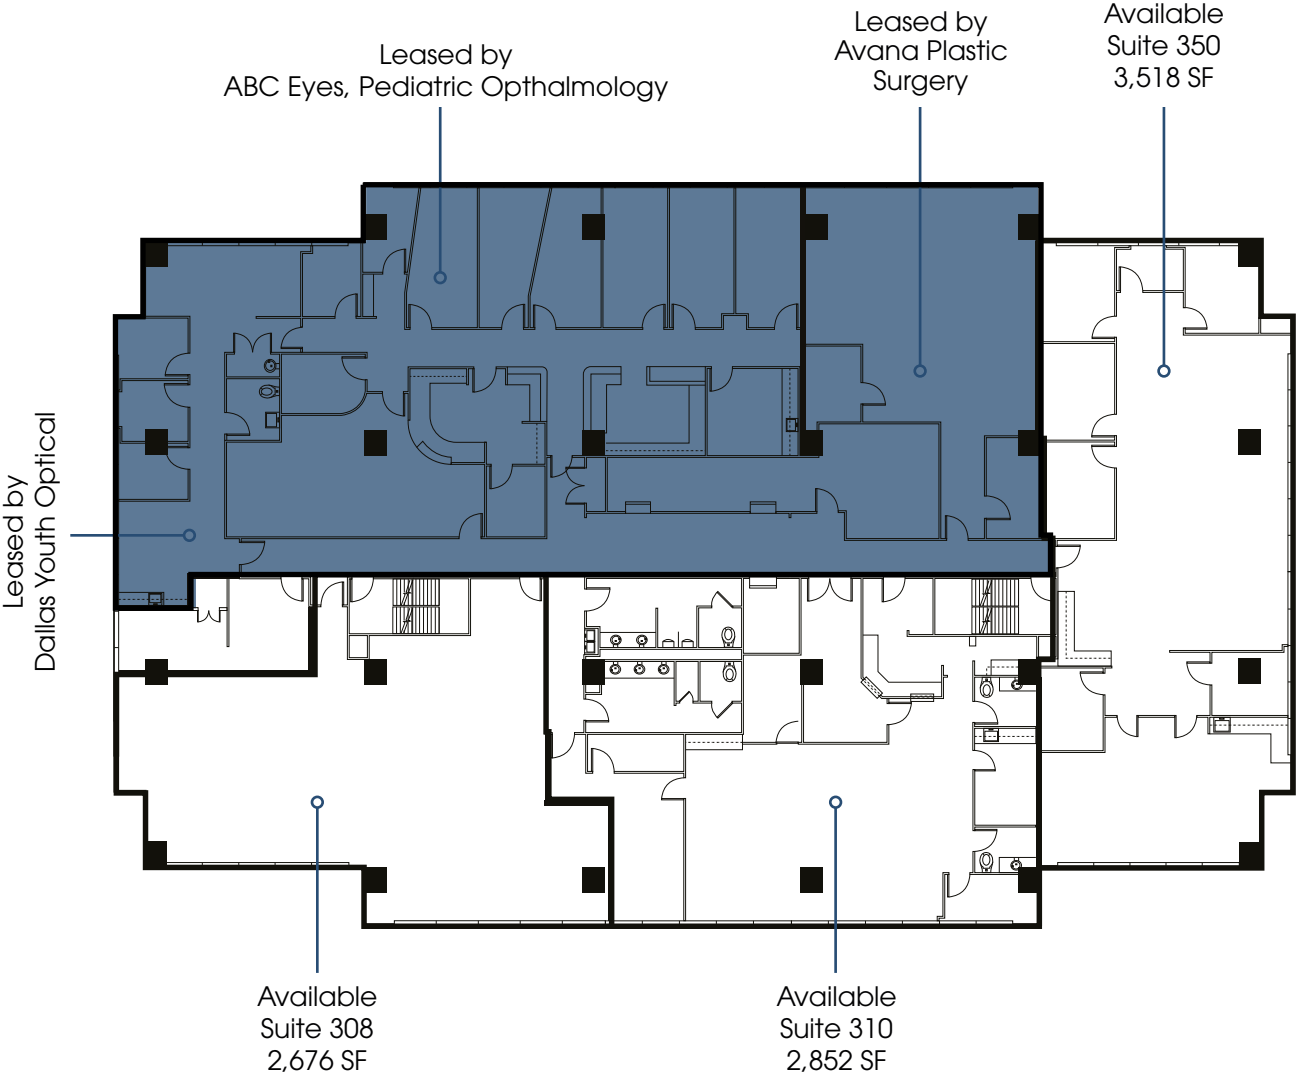 Leased by
ABC Eyes, Pediatric Opthalmology
Leased by
Avana Plastic
Surgery
Available
Suite 350
3,518 SF
Leased by
Dallas Youth Optical
Available
Suite 308
2,676 SF
Available
Suite 310
2,852 SF